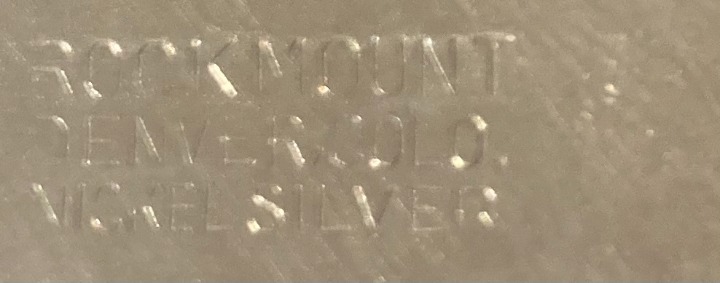 ROCKMOUNT
DENVER, COLO.
NICKEL SILVER